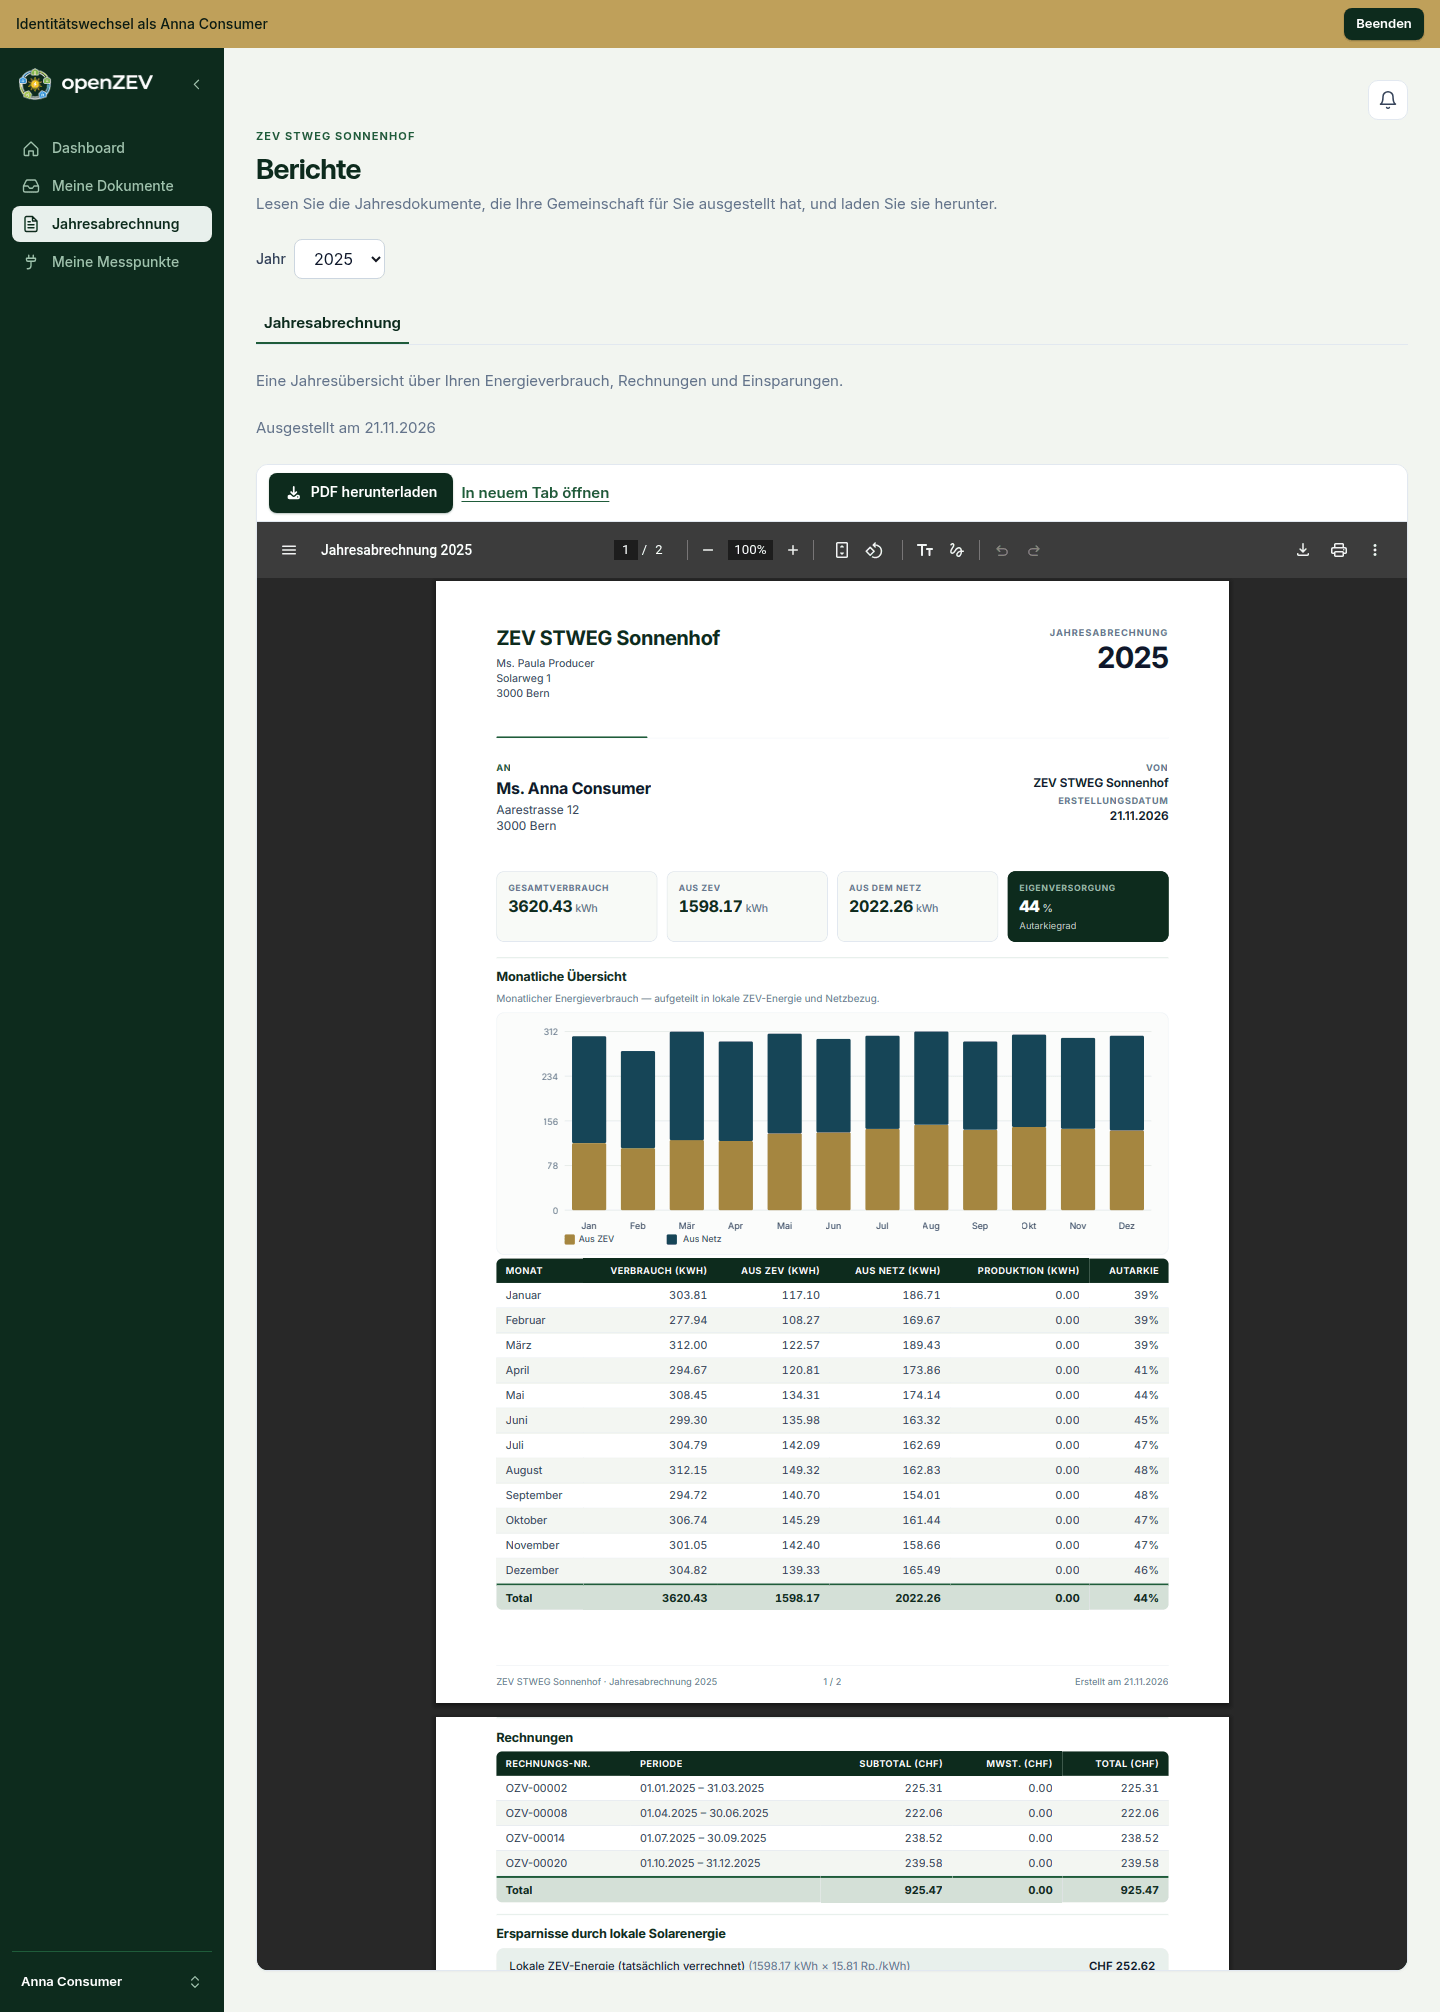 Identitätswechsel als Anna Consumer
Beenden
openZEV
Dashboard
Meine Dokumente
Jahresabrechnung
Meine Messpunkte
ZEV STWEG SONNENHOF
Berichte
Lesen Sie die Jahresdokumente, die Ihre Gemeinschaft für Sie ausgestellt hat, und laden Sie sie herunter.
Jahr 2025
Jahresabrechnung
Eine Jahresübersicht über Ihren Energieverbrauch, Rechnungen und Einsparungen.
Ausgestellt am 21.11.2026
PDF herunterladen In neuem Tab öffnen
Jahresabrechnung 2025 1 / 2 100%
ZEV STWEG Sonnenhof
Ms. Paula Producer
Solarweg 1
3000 Bern
JAHRESABRECHNUNG
2025
AN
Ms. Anna Consumer
Aarestrasse 12
3000 Bern
VON
ZEV STWEG Sonnenhof
ERSTELLUNGSDATUM
21.11.2026
GESAMTVERBRAUCH
3620.43 kWh
AUS ZEV
1598.17 kWh
AUS DEM NETZ
2022.26 kWh
EIGENVERSORGUNG
44 %
Autarkiegrad
Monatliche Übersicht
Monatlicher Energieverbrauch — aufgeteilt in lokale ZEV-Energie und Netzbezug.
312
234
156
78
0
Jan Feb Mär Apr Mai Jun Jul Aug Sep Okt Nov Dez
Aus ZEV Aus Netz
MONAT VERBRAUCH (KWH) AUS ZEV (KWH) AUS NETZ (KWH) PRODUKTION (KWH) AUTARKIE
Januar 303.81 117.10 186.71 0.00 39%
Februar 277.94 108.27 169.67 0.00 39%
März 312.00 122.57 189.43 0.00 39%
April 294.67 120.81 173.86 0.00 41%
Mai 308.45 134.31 174.14 0.00 44%
Juni 299.30 135.98 163.32 0.00 45%
Juli 304.79 142.09 162.69 0.00 47%
August 312.15 149.32 162.83 0.00 48%
September 294.72 140.70 154.01 0.00 48%
Oktober 306.74 145.29 161.44 0.00 47%
November 301.05 142.40 158.66 0.00 47%
Dezember 304.82 139.33 165.49 0.00 46%
Total 3620.43 1598.17 2022.26 0.00 44%
ZEV STWEG Sonnenhof · Jahresabrechnung 2025 1 / 2 Erstellt am 21.11.2026
Rechnungen
RECHNUNGS-NR. PERIODE SUBTOTAL (CHF) MWST. (CHF) TOTAL (CHF)
OZV-00002 01.01.2025 – 31.03.2025 225.31 0.00 225.31
OZV-00008 01.04.2025 – 30.06.2025 222.06 0.00 222.06
OZV-00014 01.07.2025 – 30.09.2025 238.52 0.00 238.52
OZV-00020 01.10.2025 – 31.12.2025 239.58 0.00 239.58
Total 925.47 0.00 925.47
Ersparnisse durch lokale Solarenergie
Lokale ZEV-Energie (tatsächlich verrechnet) (1598.17 kWh × 15.81 Rp./kWh) CHF 252.62
Anna Consumer